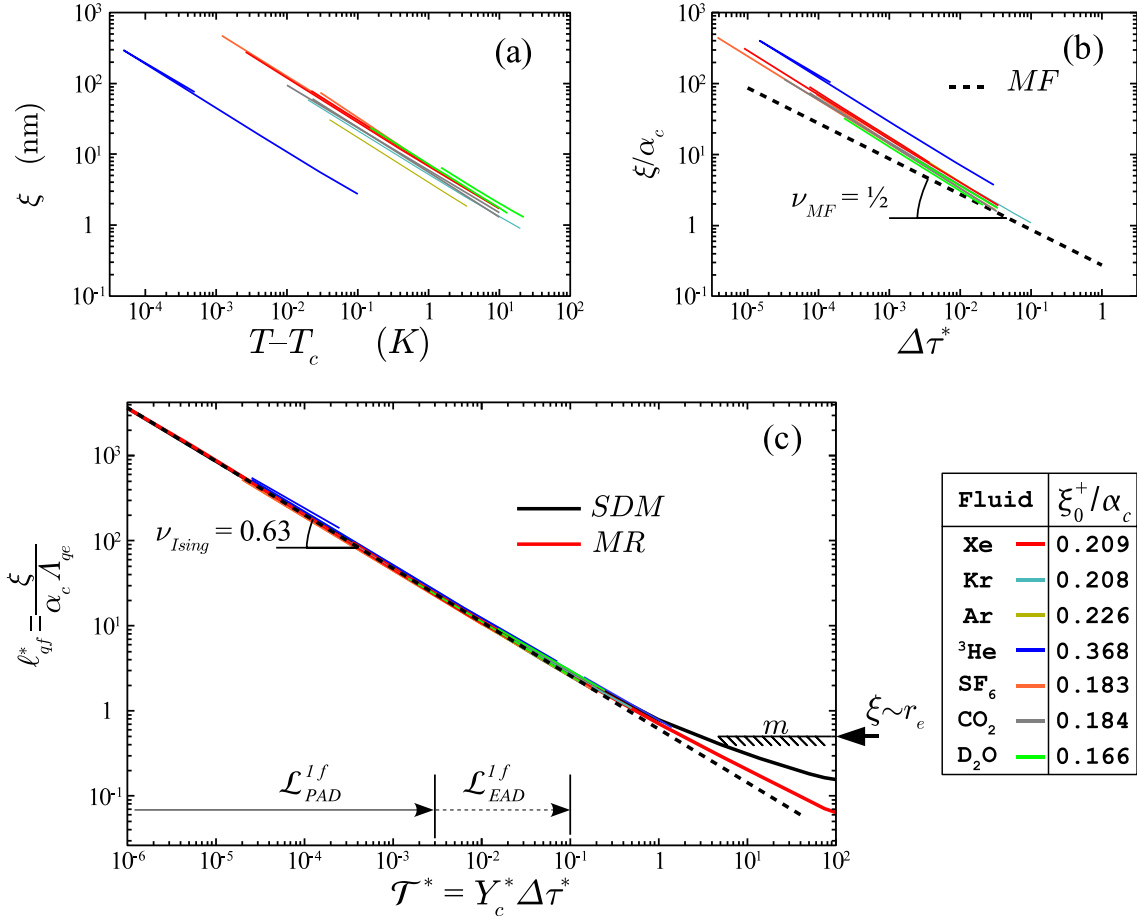 (a)
10³
10²
10¹
1
10⁻¹
ξ (nm)
10⁻⁴ 10⁻³ 10⁻² 10⁻¹ 1 10¹ 10²
T–T_c (K)
(b)
MF
10³
10²
10¹
1
10⁻¹
ξ/α_c
ν_MF = ½
10⁻⁵ 10⁻⁴ 10⁻³ 10⁻² 10⁻¹ 1
Δτ*
(c)
10³
10²
10¹
1
10⁻¹
ℓ*_qf = ξ / α_c Λ_qe
ν_Ising = 0.63
SDM
MR
m
ξ~r_e
ℒ^1f_PAD ℒ^1f_EAD
10⁻⁶ 10⁻⁵ 10⁻⁴ 10⁻³ 10⁻² 10⁻¹ 1 10¹ 10²
𝒯* = Y*_c Δτ*
Fluid ξ₀⁺/α_c
Xe 0.209
Kr 0.208
Ar 0.226
³He 0.368
SF₆ 0.183
CO₂ 0.184
D₂O 0.166